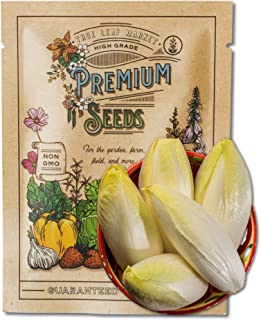 TRUE LEAF MARKET
HIGH GRADE
PREMIUM
SEEDS
For the garden, farm,
field, and more.
NON
GMO
GUARANTEED